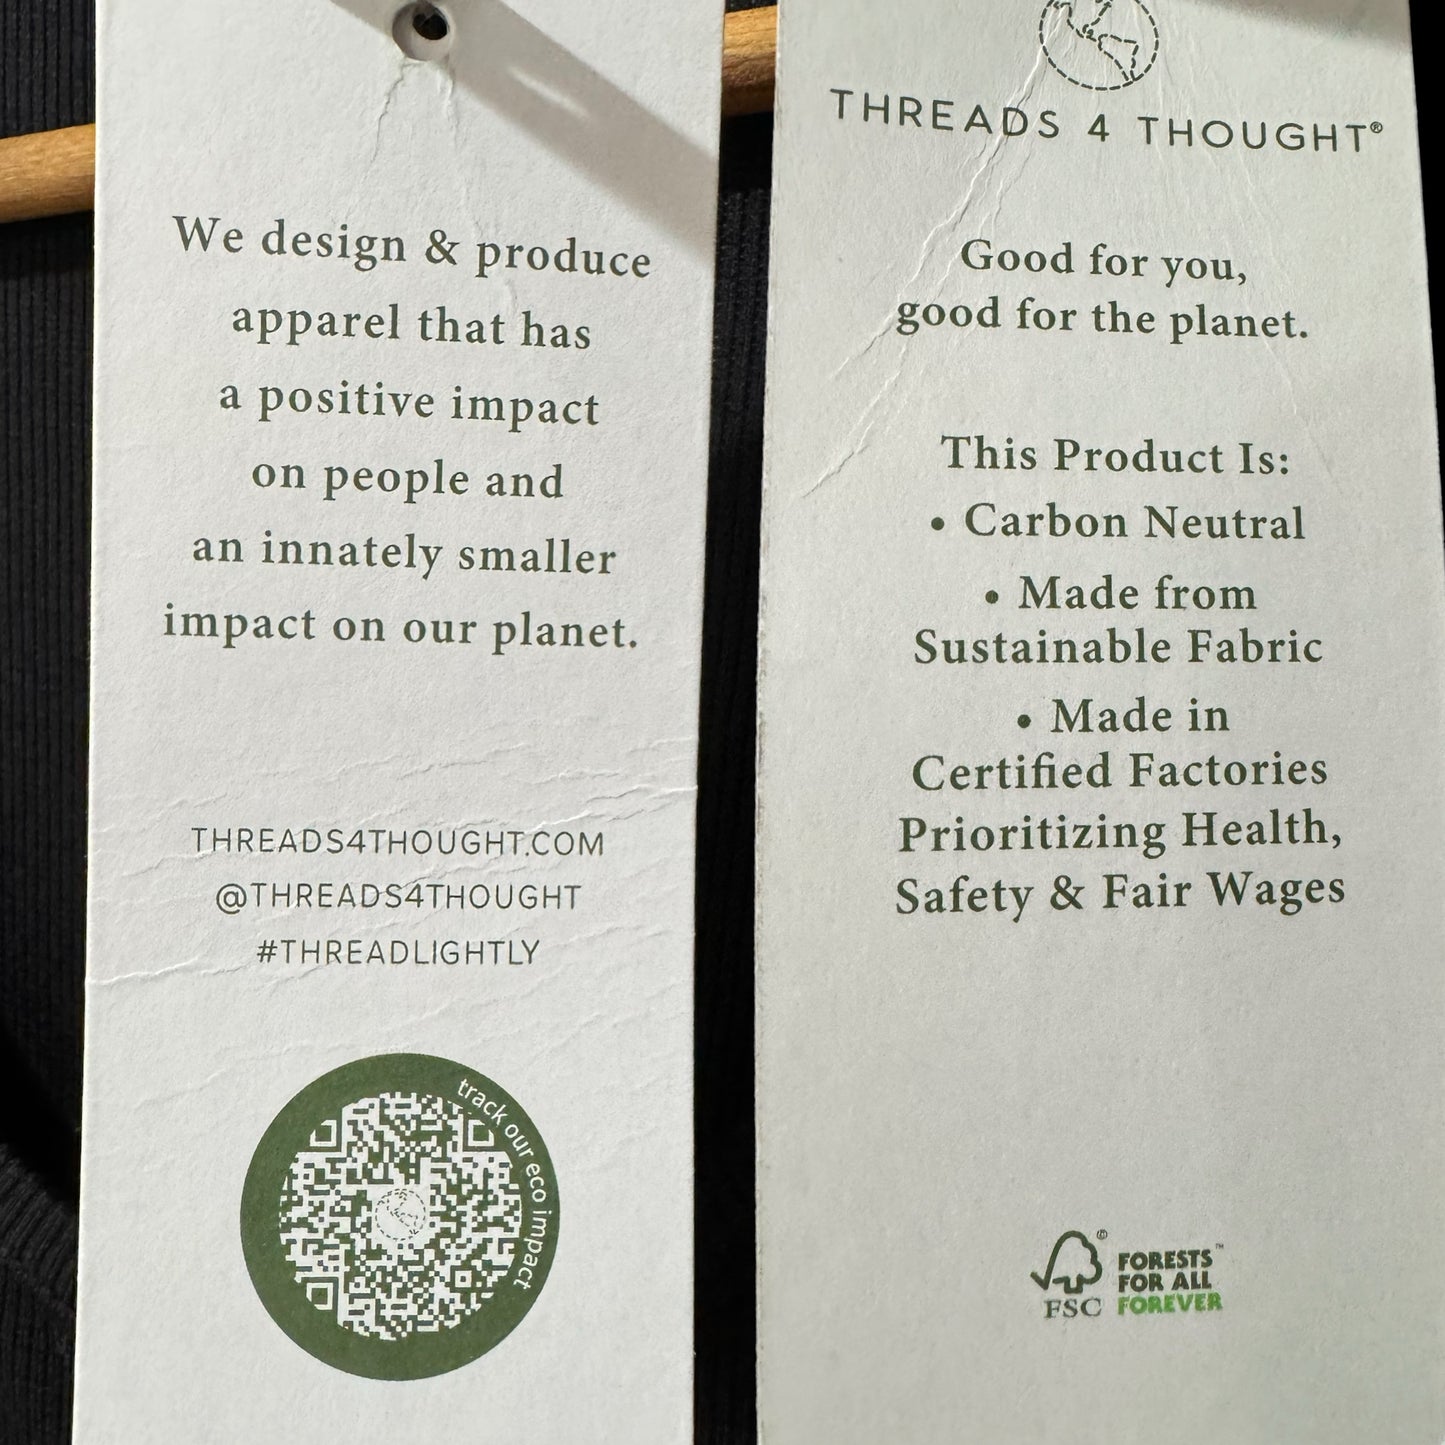 We design & produce
apparel that has
a positive impact
on people and
an innately smaller
impact on our planet.
THREADS4THOUGHT.COM
@THREADS4THOUGHT
#THREADLIGHTLY
track our eco impact
THREADS 4 THOUGHT®
Good for you,
good for the planet.
This Product Is:
• Carbon Neutral
• Made from
Sustainable Fabric
• Made in
Certified Factories
Prioritizing Health,
Safety & Fair Wages
FSC
FORESTS™
FOR ALL
FOREVER